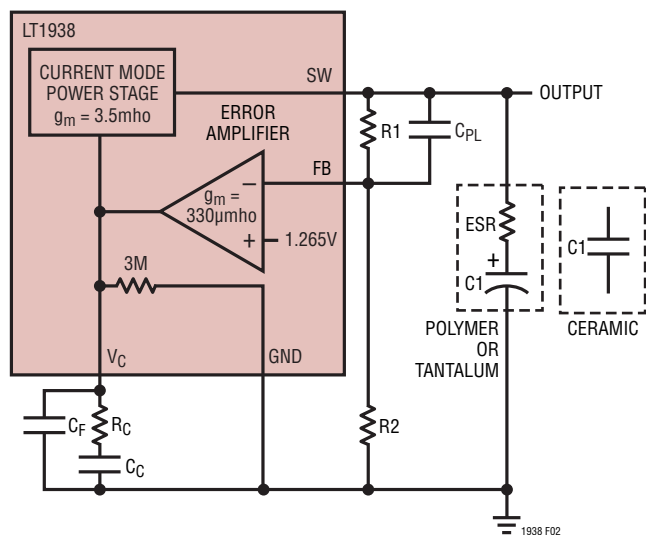 LT1938
CURRENT MODE
POWER STAGE
gm = 3.5mho
SW
OUTPUT
ERROR
AMPLIFIER
R1
CPL
FB
–
gm =
330µmho
+
1.265V
ESR
+
C1
C1
3M
POLYMER
OR
TANTALUM
CERAMIC
VC
GND
CF
RC
R2
CC
1938 F02